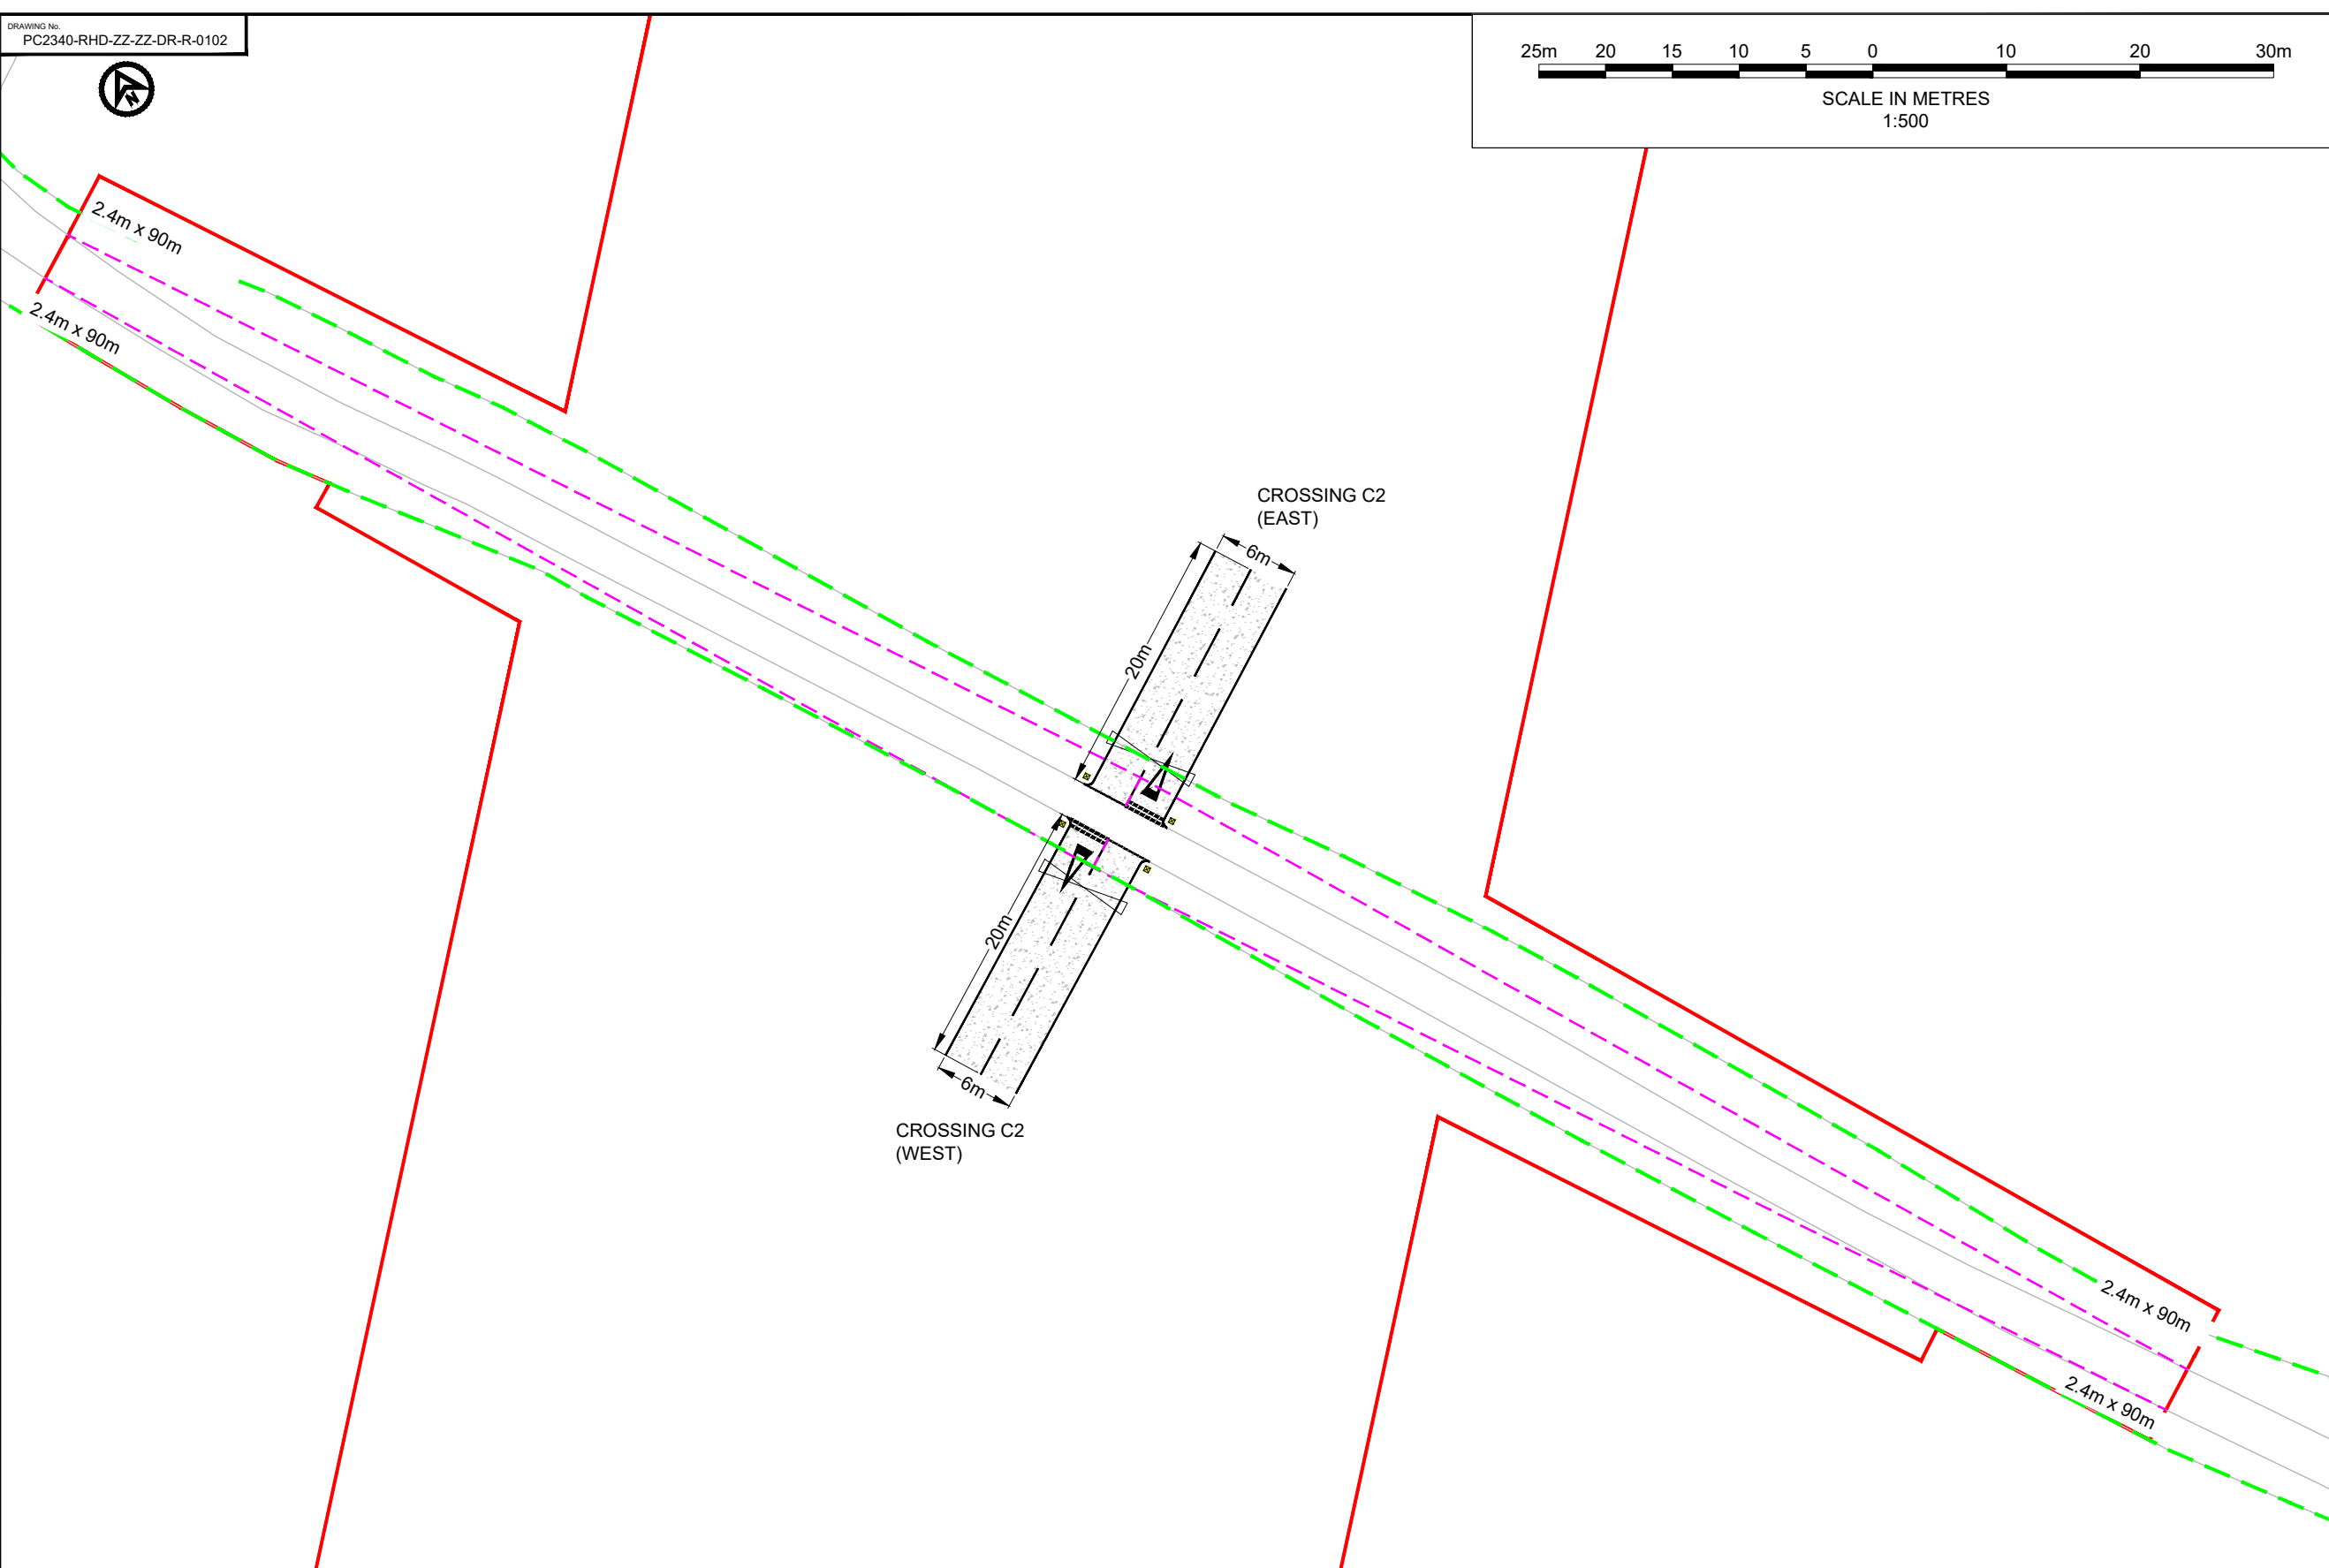 DRAWING No.
PC2340-RHD-ZZ-ZZ-DR-R-0102
N
25m 20 15 10 5 0 10 20 30m
SCALE IN METRES
1:500
2.4m x 90m
2.4m x 90m
CROSSING C2
(EAST)
6m
20m
20m
6m
CROSSING C2
(WEST)
2.4m x 90m
2.4m x 90m